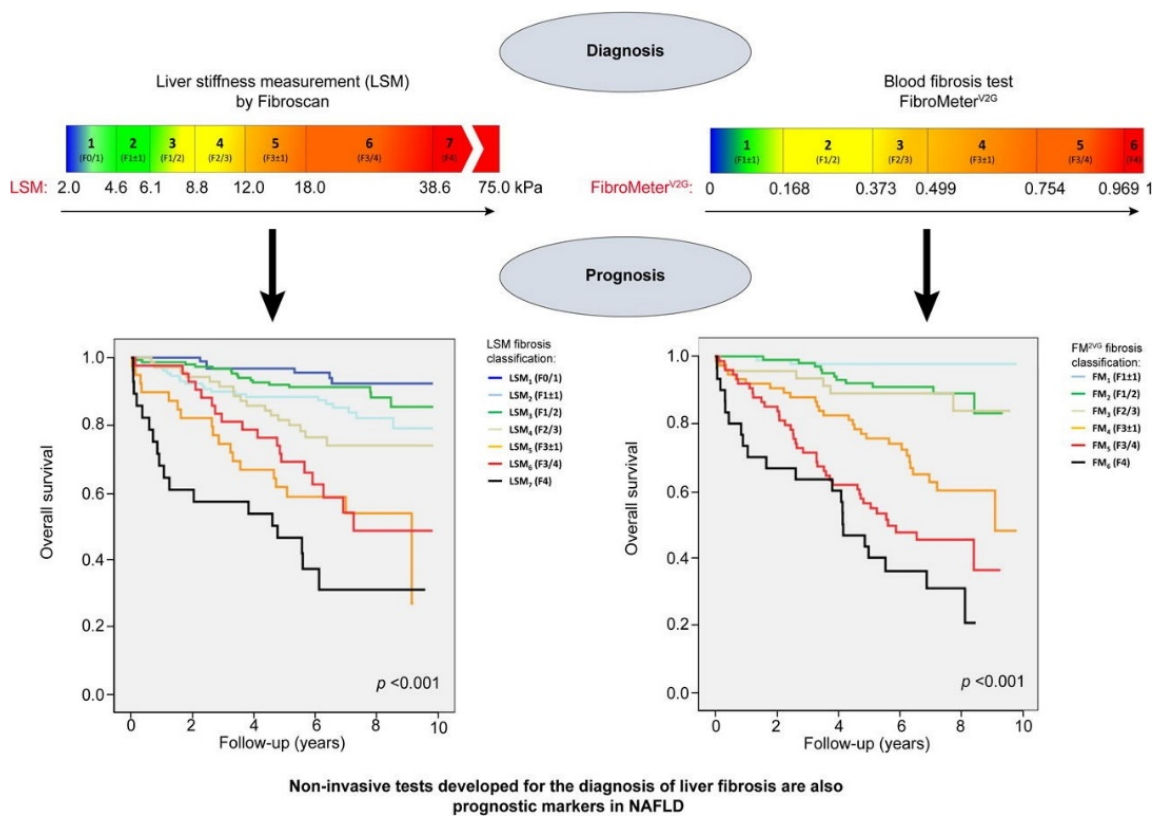 Diagnosis
Liver stiffness measurement (LSM)
by Fibroscan
1 2 3 4 5 6 7
(F0/1) (F1±1) (F1/2) (F2/3) (F3±1) (F3/4) (F4)
LSM: 2.0 4.6 6.1 8.8 12.0 18.0 38.6 75.0 kPa
Blood fibrosis test
FibroMeterV2G
1 2 3 4 5 6
(F1±1) (F1/2) (F2/3) (F3±1) (F3/4) (F4)
FibroMeterV2G: 0 0.168 0.373 0.499 0.754 0.969 1
Prognosis
Overall survival
1.0
0.8
0.6
0.4
0.2
0.0
0 2 4 6 8 10
Follow-up (years)
p <0.001
LSM fibrosis
classification:
LSM1 (F0/1)
LSM2 (F1±1)
LSM3 (F1/2)
LSM4 (F2/3)
LSM5 (F3±1)
LSM6 (F3/4)
LSM7 (F4)
Overall survival
1.0
0.8
0.6
0.4
0.2
0.0
0 2 4 6 8 10
Follow-up (years)
p <0.001
FM2VG fibrosis
classification:
FM1 (F1±1)
FM2 (F1/2)
FM3 (F2/3)
FM4 (F3±1)
FM5 (F3/4)
FM6 (F4)
Non-invasive tests developed for the diagnosis of liver fibrosis are also
prognostic markers in NAFLD